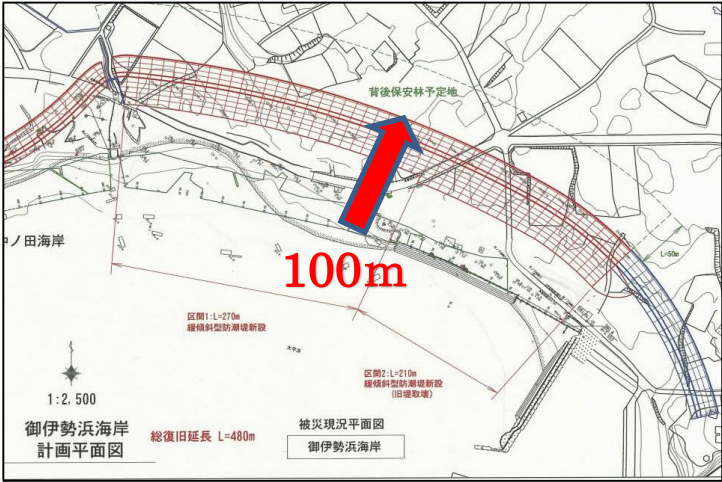 背後保安林予定地
L=50m
ノ田海岸
100m
区間1:L=270m
緩傾斜型防潮堤新設
太平洋
区間2:L=210m
緩傾斜型防潮堤新設
(旧堤取壊)
1:2,500
御伊勢浜海岸
計画平面図
総復旧延長 L=480m
被災現況平面図
御伊勢浜海岸